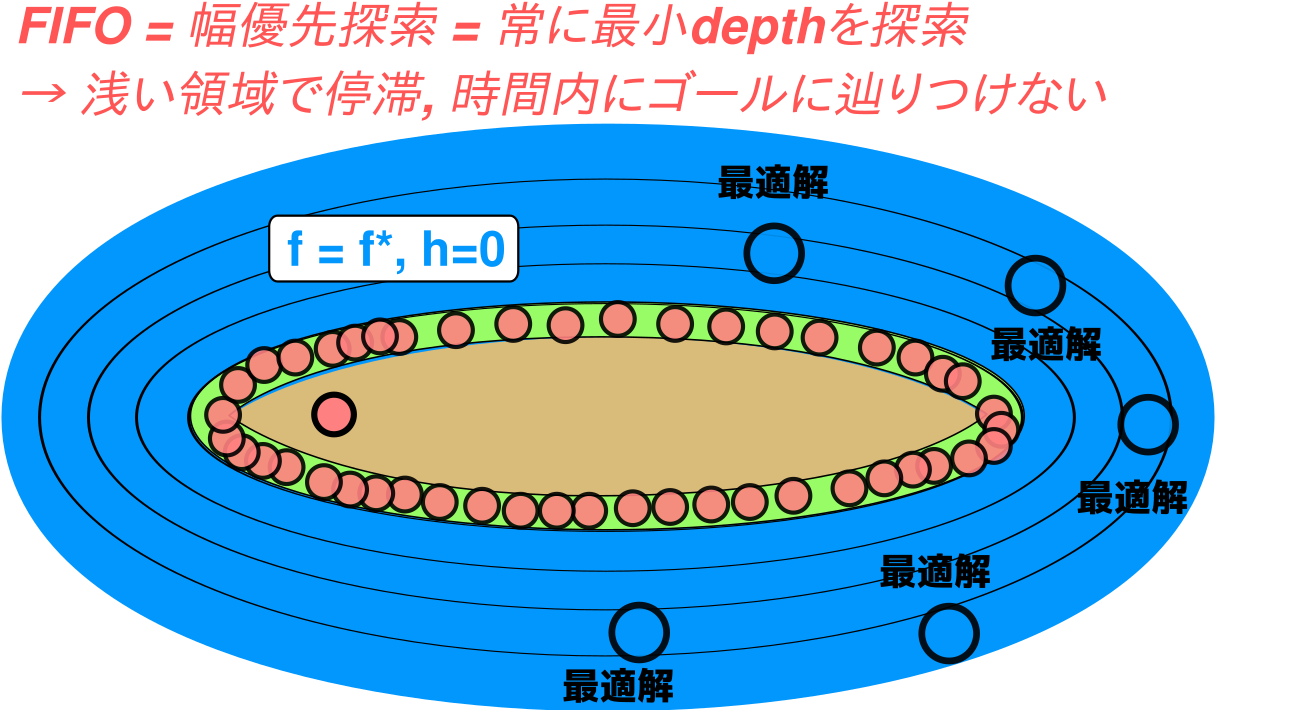 FIFO = 幅優先探索 = 常に最小depthを探索
→ 浅い領域で停滞, 時間内にゴールに辿りつけない
最適解
f = f*, h=0
最適解
最適解
最適解
最適解